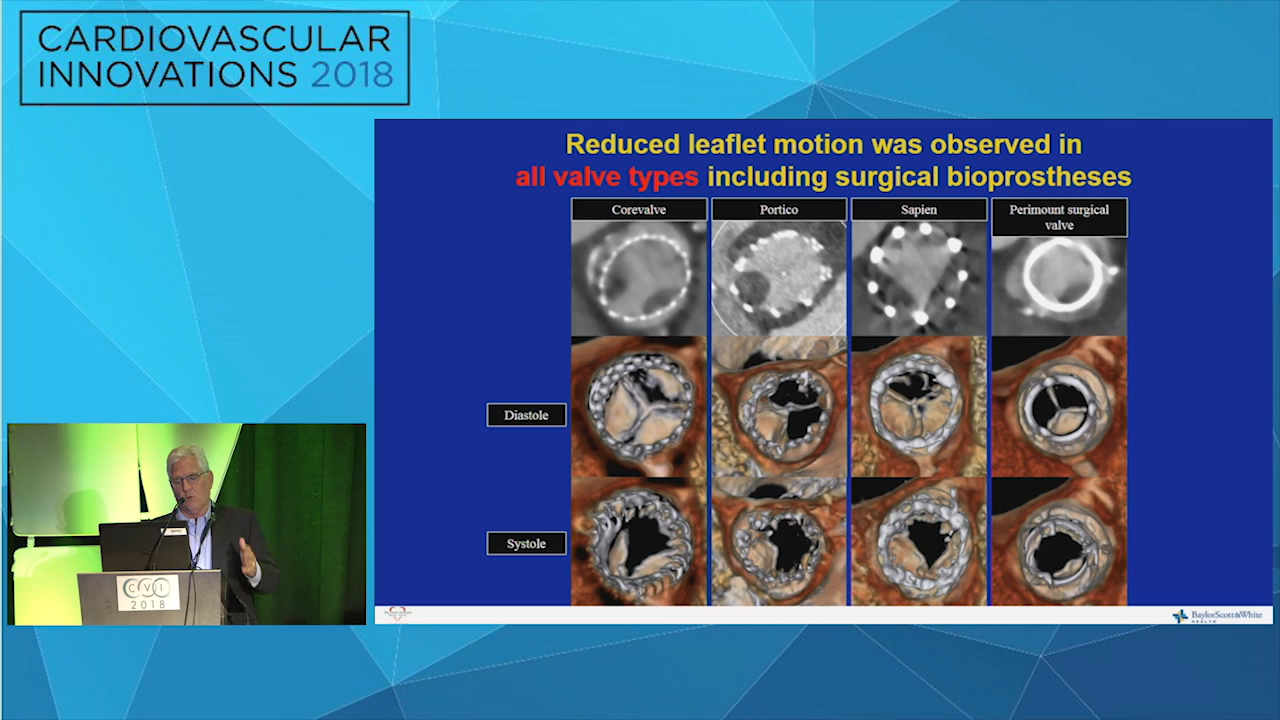 CARDIOVASCULAR
INNOVATIONS 2018
Reduced leaflet motion was observed in
all valve types including surgical bioprostheses
Corevalve
Portico
Sapien
Perimount surgical
valve
Diastole
Systole
CVI
2018
BaylorScott&White
HEALTH